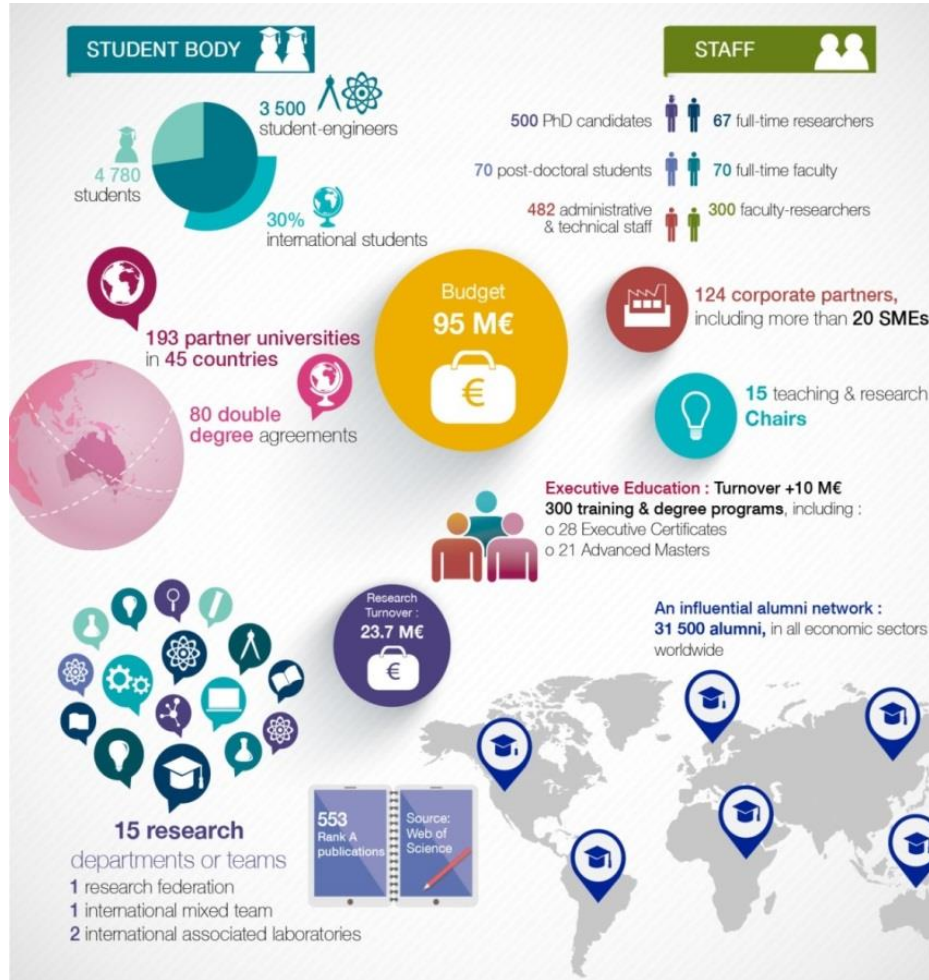 STUDENT BODY
3 500
student-engineers
4 780
students
30%
international students
STAFF
500 PhD candidates
67 full-time researchers
70 post-doctoral students
70 full-time faculty
482 administrative
& technical staff
300 faculty-researchers
193 partner universities
in 45 countries
80 double
degree agreements
Budget
95 M€
€
124 corporate partners,
including more than 20 SMEs
15 teaching & research
Chairs
Executive Education : Turnover +10 M€
300 training & degree programs, including :
o 28 Executive Certificates
o 21 Advanced Masters
Research
Turnover :
23.7 M€
€
An influential alumni network :
31 500 alumni, in all economic sectors
worldwide
15 research
departments or teams
1 research federation
1 international mixed team
2 international associated laboratories
553
Rank A
publications
Source:
Web of
Science